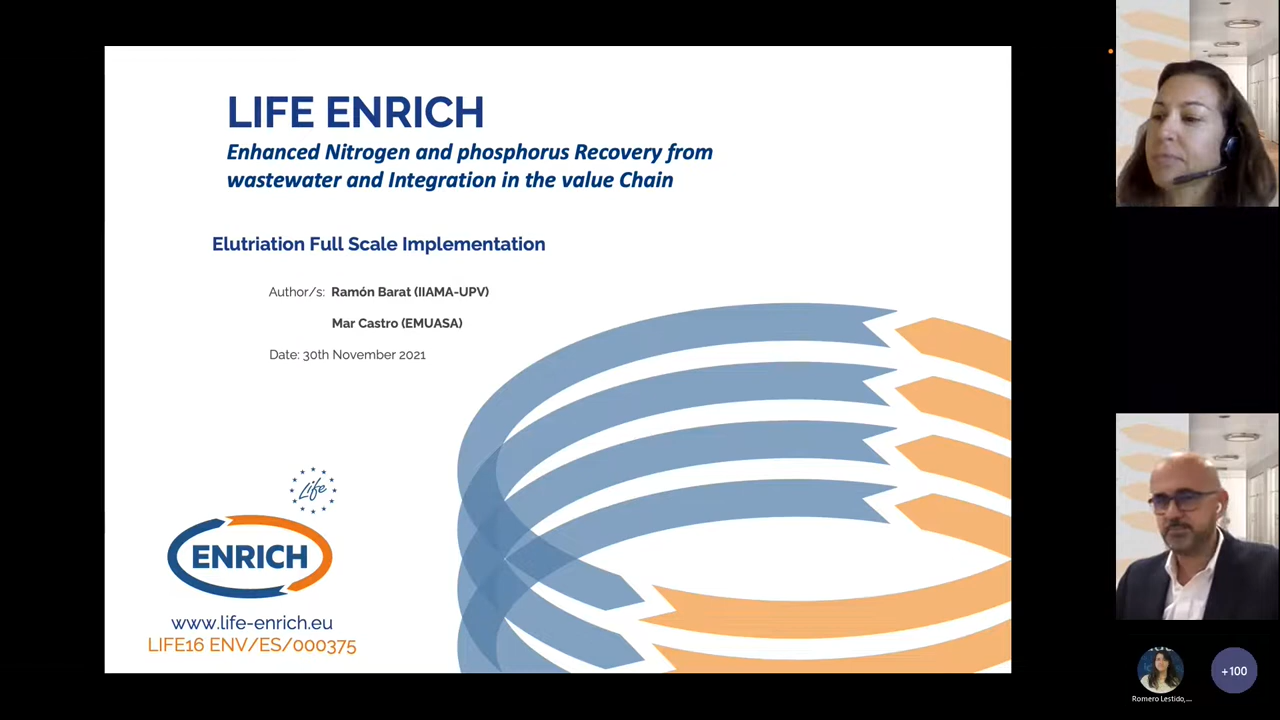 LIFE ENRICH
Enhanced Nitrogen and phosphorus Recovery from
wastewater and Integration in the value Chain
Elutriation Full Scale Implementation
Author/s: Ramón Barat (IIAMA-UPV)
Mar Castro (EMUASA)
Date: 30th November 2021
Life
ENRICH
www.life-enrich.eu
LIFE16 ENV/ES/000375
+100
Romero Lestido,...